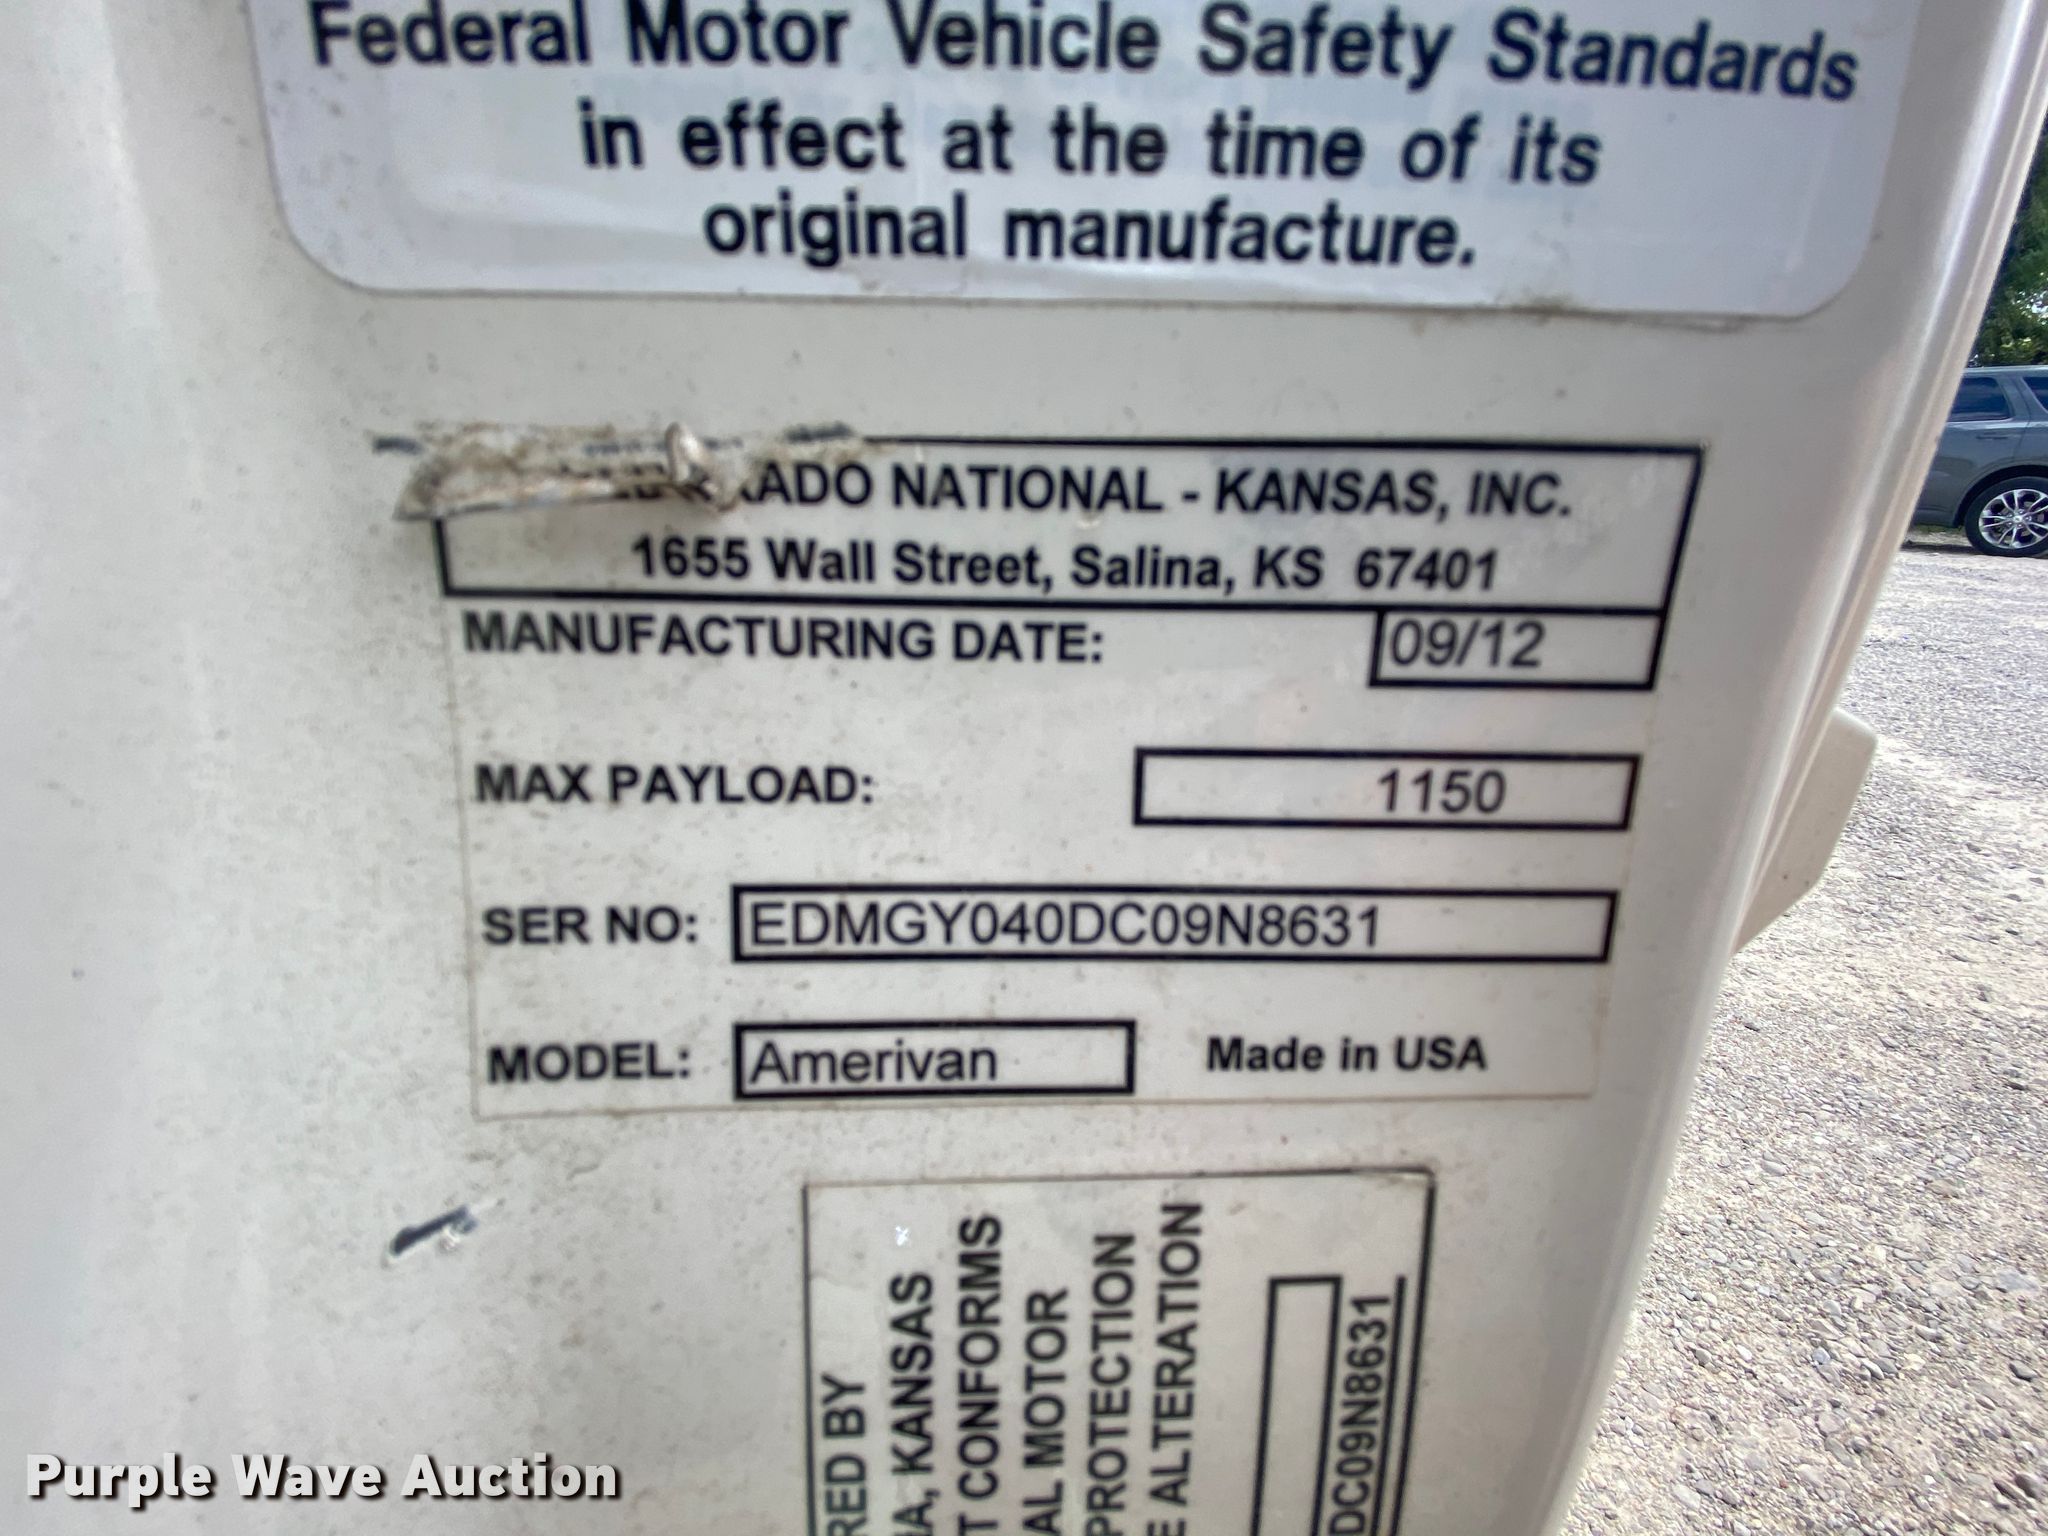 Federal Motor Vehicle Safety Standards
in effect at the time of its
original manufacture.
NATIONAL - KANSAS, INC.
1655 Wall Street, Salina, KS 67401
MANUFACTURING DATE: 09/12
MAX PAYLOAD: 1150
SER NO: EDMGY040DC09N8631
MODEL: Amerivan Made in USA
RED BY
A, KANSAS
T CONFORMS
AL MOTOR
PROTECTION
E ALTERATION
DC09N8631
Purple Wave Auction